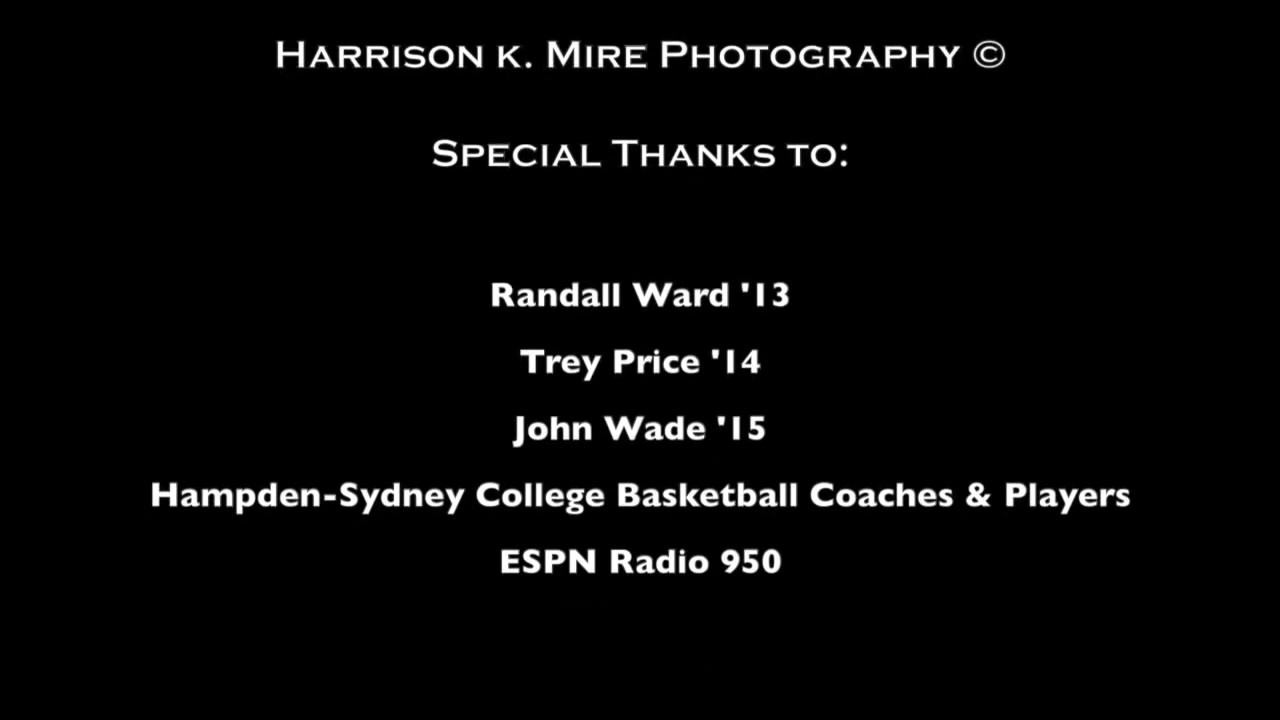 Harrison k. Mire Photography ©
Special Thanks to:
Randall Ward '13
Trey Price '14
John Wade '15
Hampden-Sydney College Basketball Coaches & Players
ESPN Radio 950